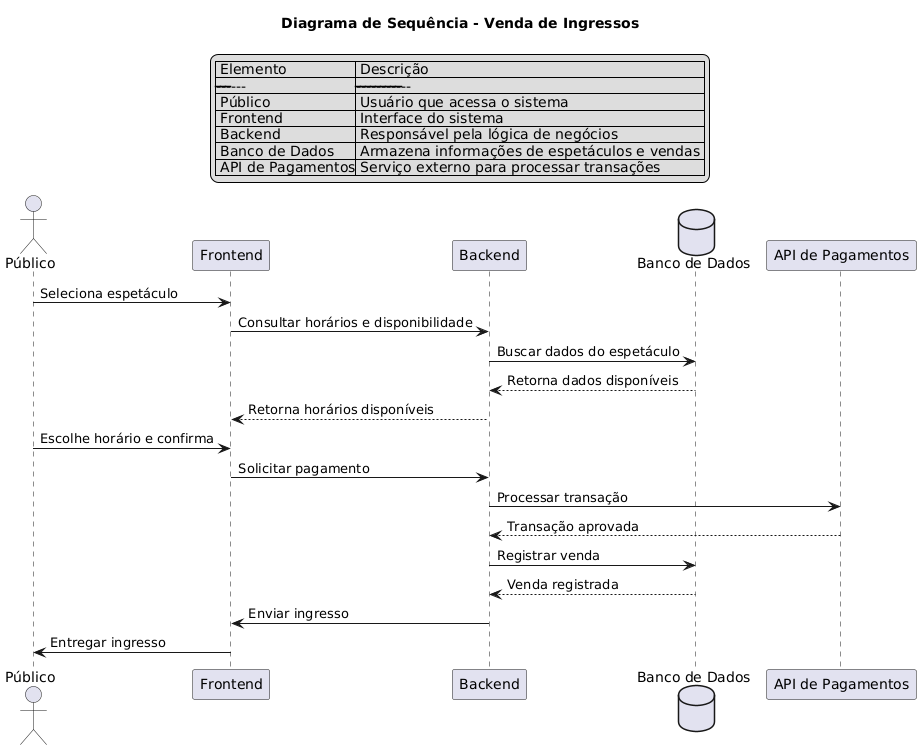 Diagrama de Sequência - Venda de Ingressos
Elemento Descrição
Público Usuário que acessa o sistema
Frontend Interface do sistema
Backend Responsável pela lógica de negócios
Banco de Dados Armazena informações de espetáculos e vendas
API de Pagamentos Serviço externo para processar transações
Público Frontend Backend Banco de Dados API de Pagamentos
Seleciona espetáculo
Consultar horários e disponibilidade
Buscar dados do espetáculo
Retorna dados disponíveis
Retorna horários disponíveis
Escolhe horário e confirma
Solicitar pagamento
Processar transação
Transação aprovada
Registrar venda
Venda registrada
Enviar ingresso
Entregar ingresso
Público Frontend Backend Banco de Dados API de Pagamentos